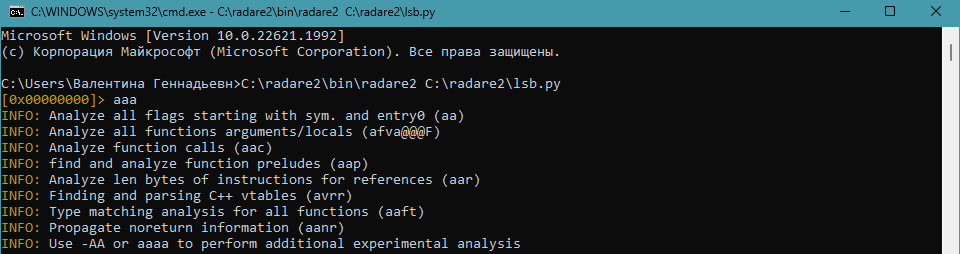 C:\WINDOWS\system32\cmd.exe - C:\radare2\bin\radare2  C:\radare2\lsb.py
Microsoft Windows [Version 10.0.22621.1992]
(c) Корпорация Майкрософт (Microsoft Corporation). Все права защищены.
C:\Users\Валентина Геннадьевн>C:\radare2\bin\radare2 C:\radare2\lsb.py
[0x00000000]> aaa
INFO: Analyze all flags starting with sym. and entry0 (aa)
INFO: Analyze all functions arguments/locals (afva@@@F)
INFO: Analyze function calls (aac)
INFO: find and analyze function preludes (aap)
INFO: Analyze len bytes of instructions for references (aar)
INFO: Finding and parsing C++ vtables (avrr)
INFO: Type matching analysis for all functions (aaft)
INFO: Propagate noreturn information (aanr)
INFO: Use -AA or aaaa to perform additional experimental analysis